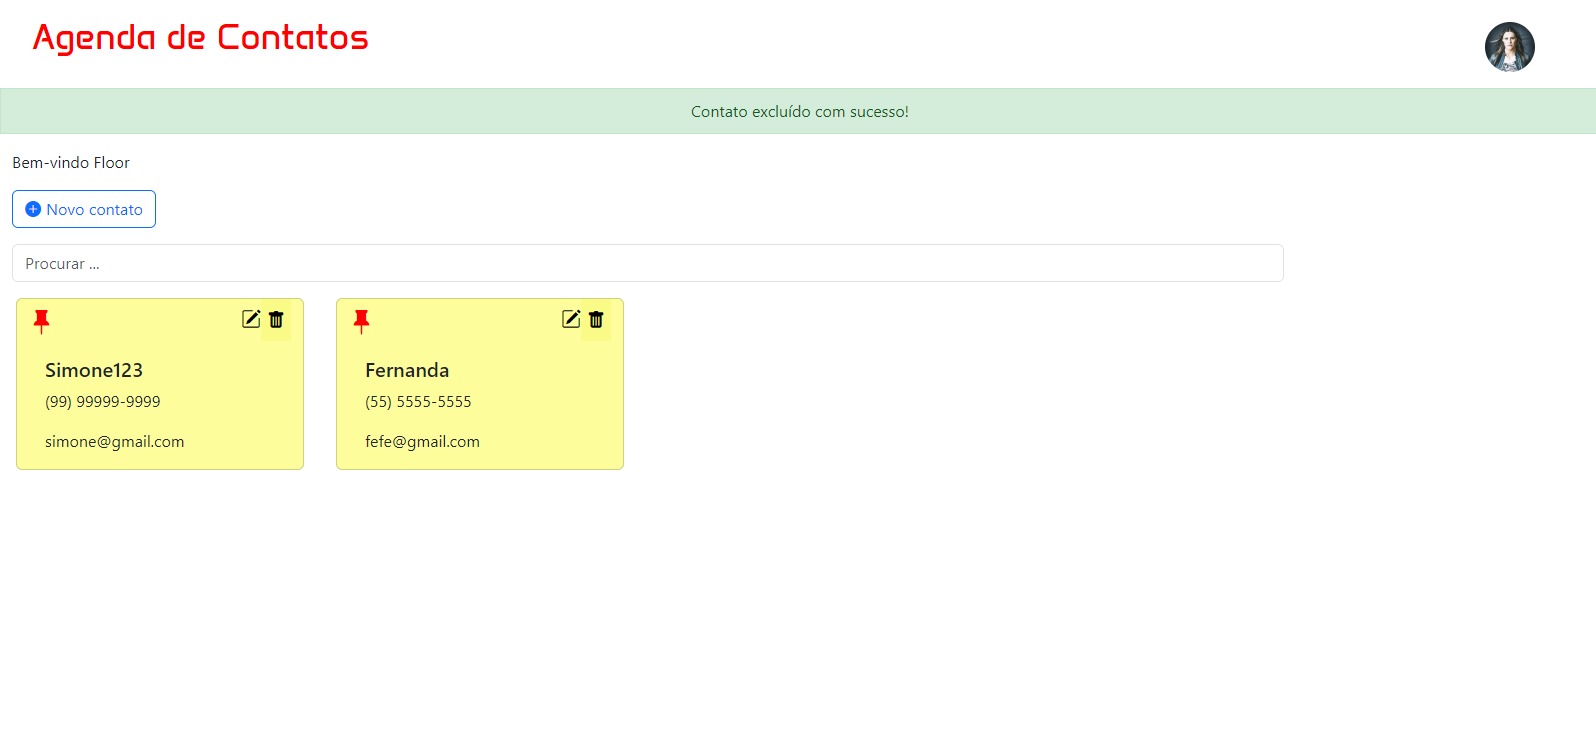 Agenda de Contatos
Contato excluído com sucesso!
Bem-vindo Floor
Novo contato
Procurar ...
Simone123
(99) 99999-9999
simone@gmail.com
Fernanda
(55) 5555-5555
fefe@gmail.com